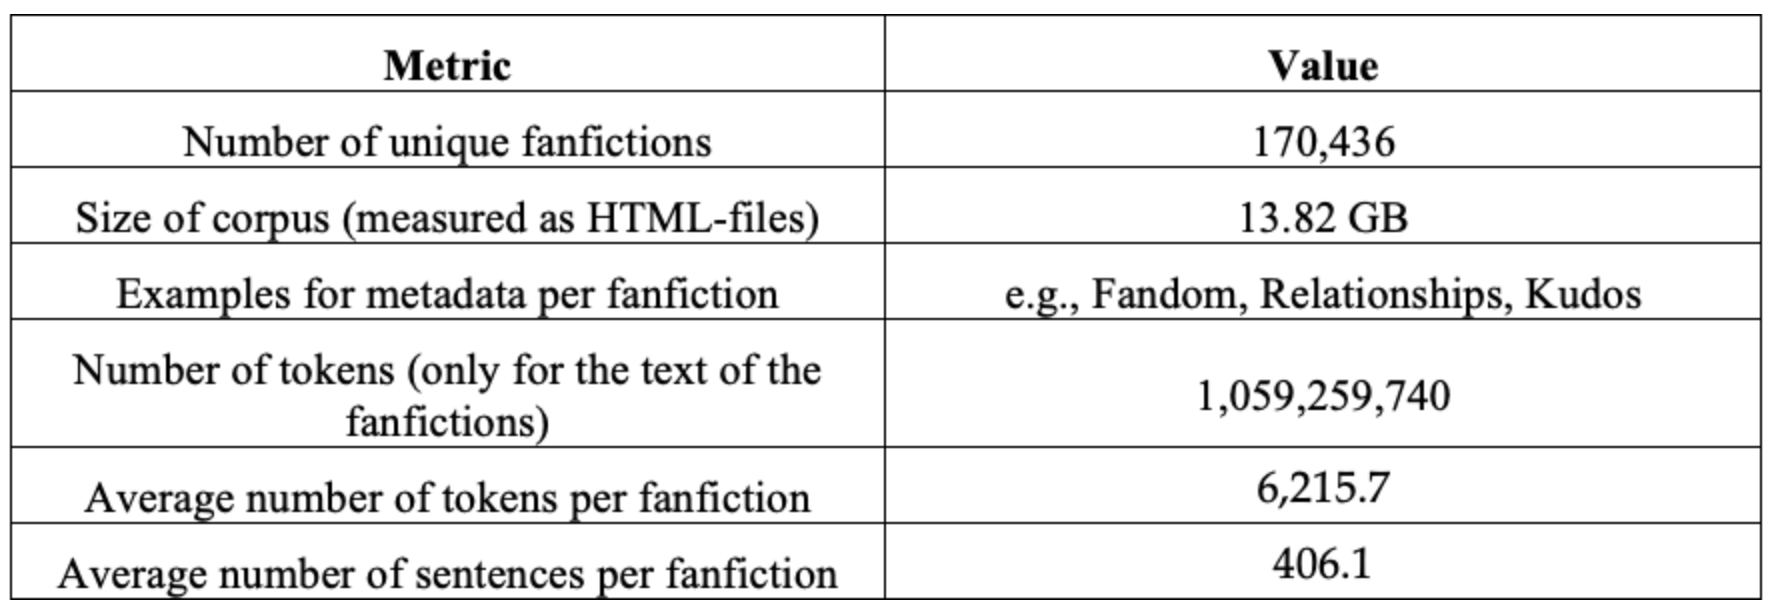 Metric Value
Number of unique fanfictions 170,436
Size of corpus (measured as HTML-files) 13.82 GB
Examples for metadata per fanfiction e.g., Fandom, Relationships, Kudos
Number of tokens (only for the text of the
fanfictions) 1,059,259,740
Average number of tokens per fanfiction 6,215.7
Average number of sentences per fanfiction 406.1